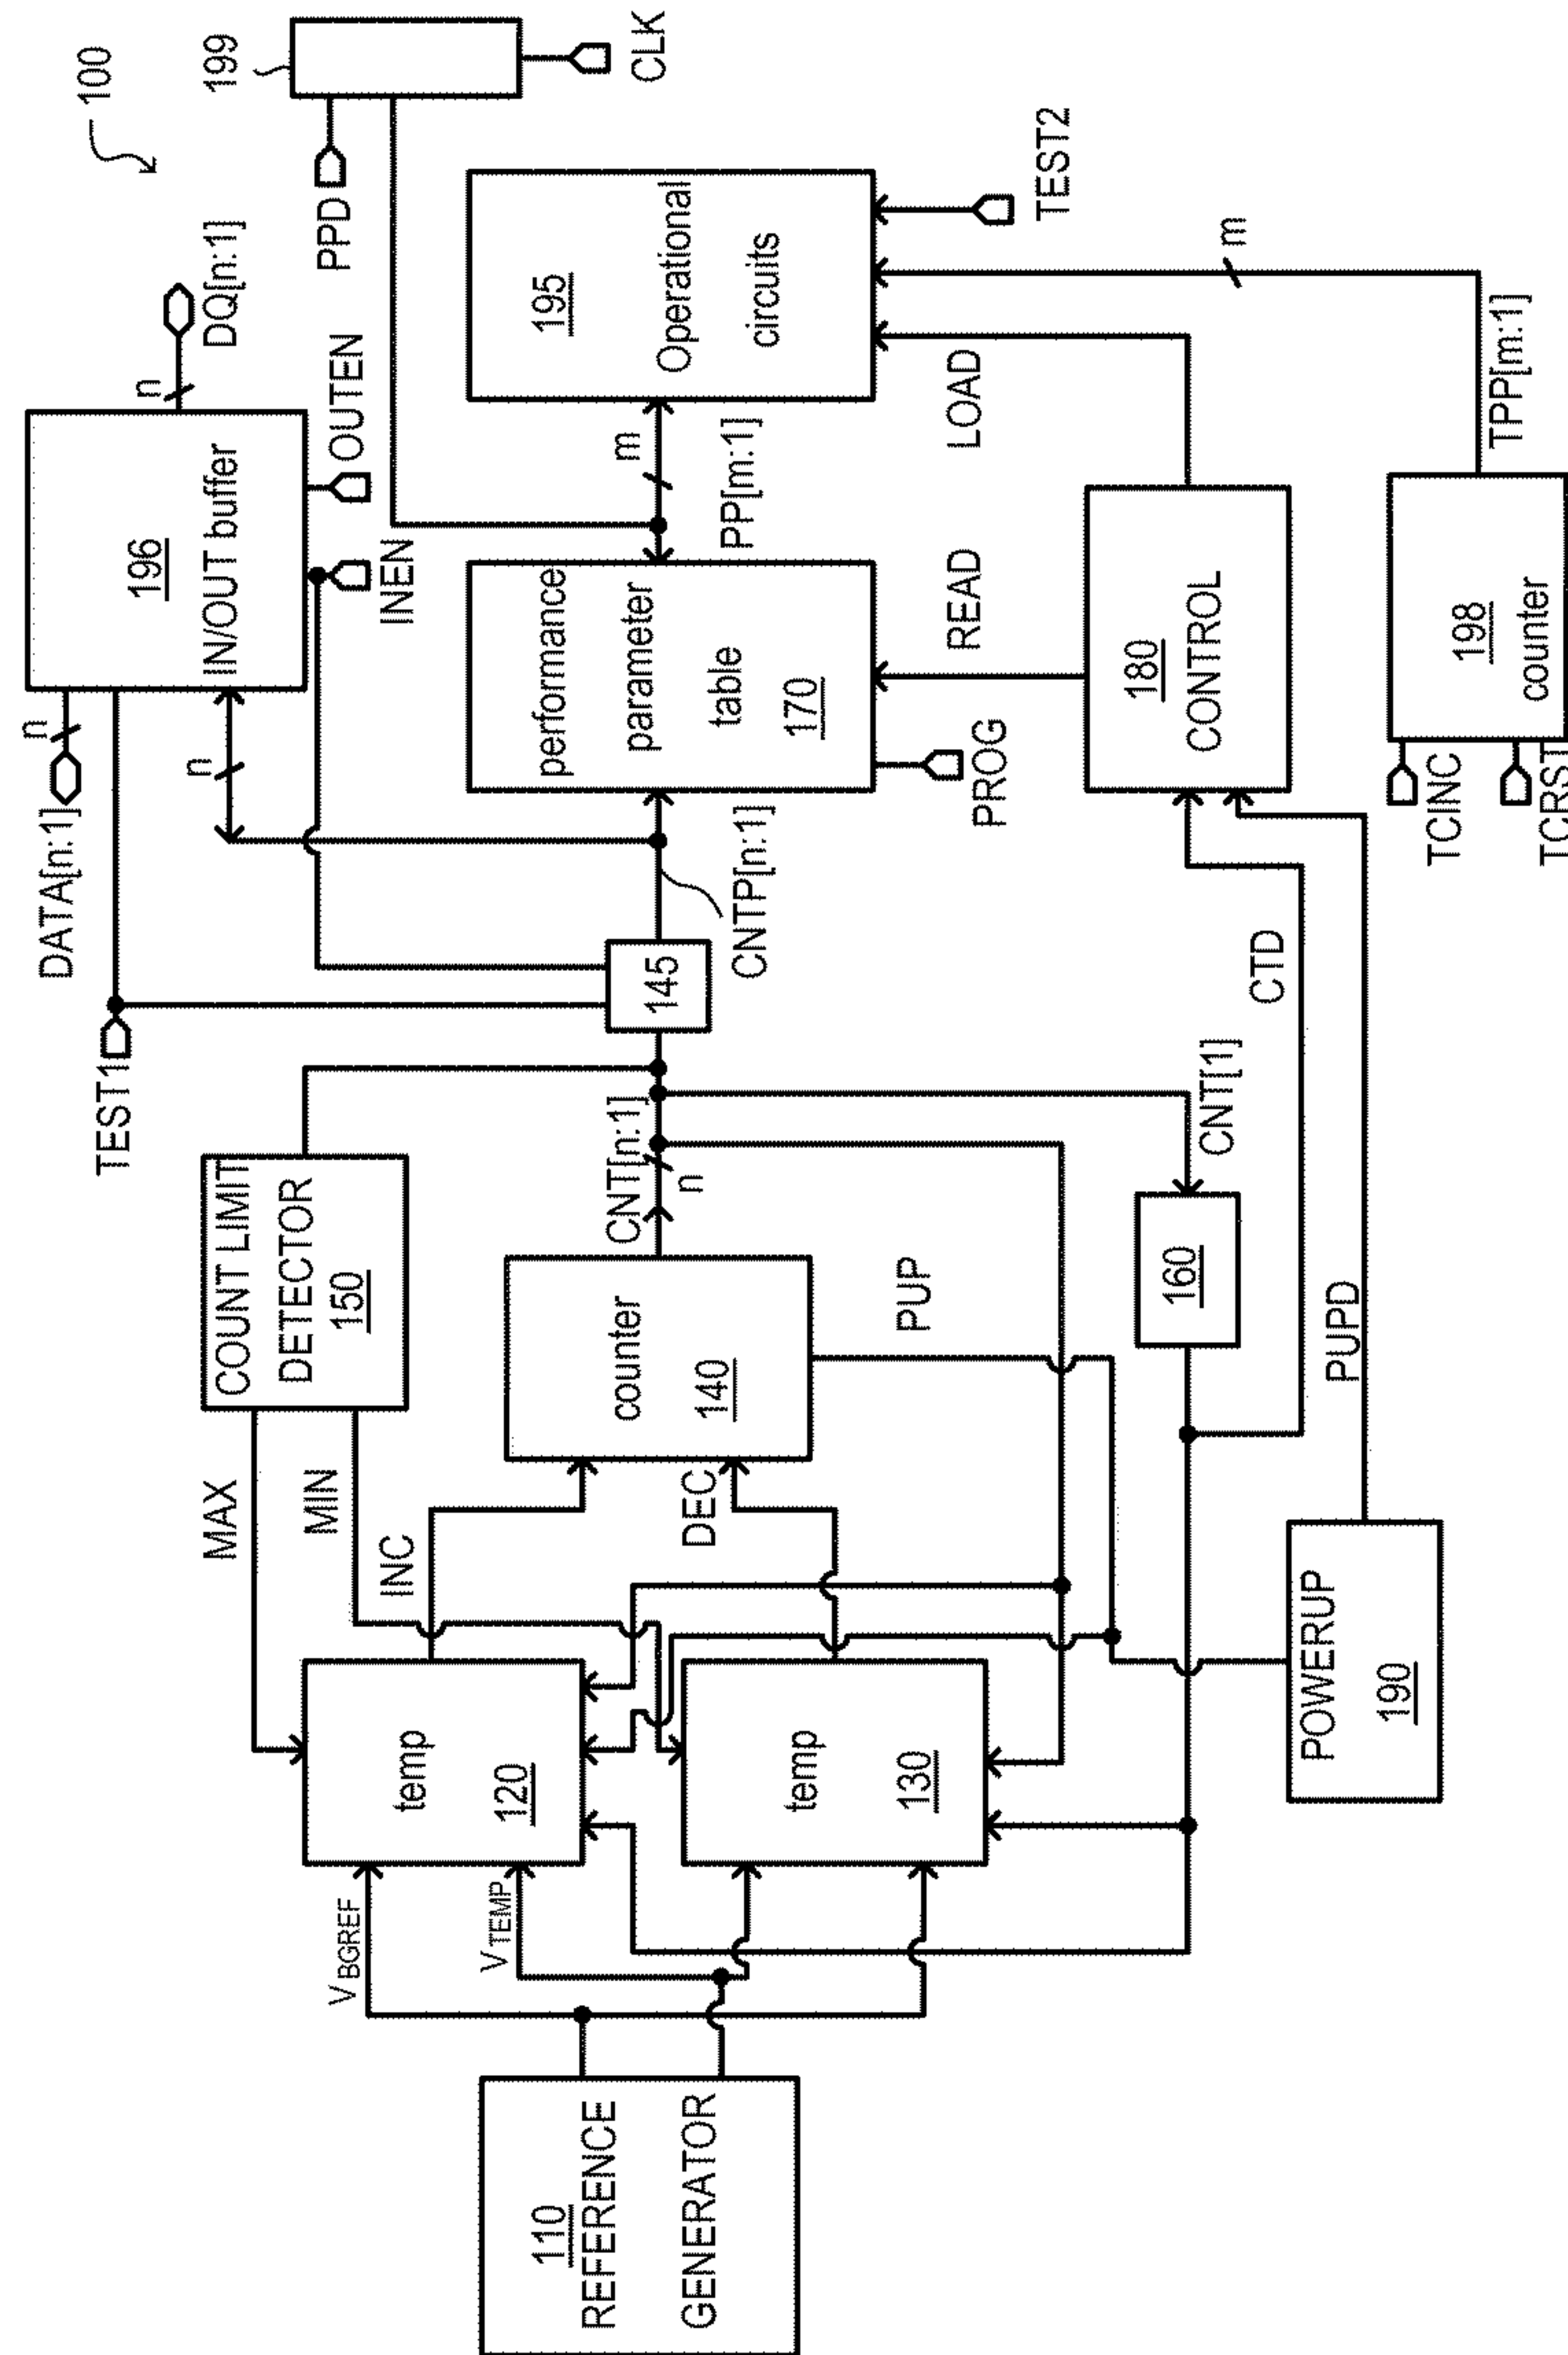 100
199
CLK
PPD
DQ[n:1]
n
OUTEN
INEN
196
IN/OUT buffer
DATA[n:1]
n
n
TEST1
195
Operational
circuits
TEST2
m
PP[m:1]
m
TPP[m:1]
LOAD
READ
performance
parameter
table
170
PROG
180
CONTROL
198
counter
TCINC
TCRST
145
CNTP[n:1]
CTD
CNT[1]
160
PUPD
COUNT LIMIT
DETECTOR
150
MAX
MIN
CNT[n:1]
n
counter
140
PUP
INC
DEC
temp
120
temp
130
POWERUP
190
VBGREF
VTEMP
110
REFERENCE
GENERATOR